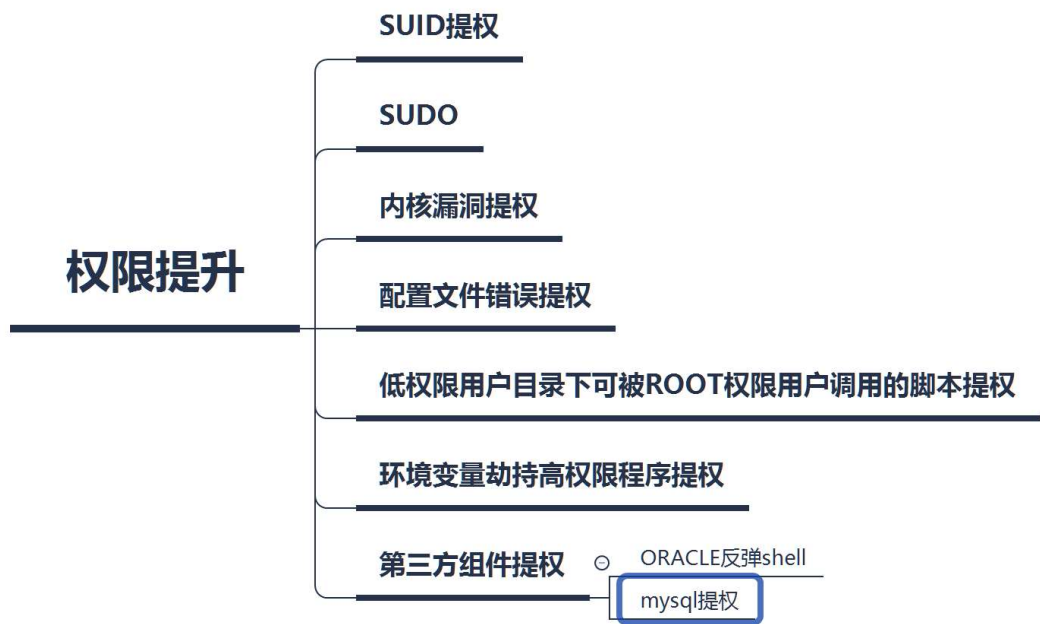 权限提升
SUID提权
SUDO
内核漏洞提权
配置文件错误提权
低权限用户目录下可被ROOT权限用户调用的脚本提权
环境变量劫持高权限程序提权
第三方组件提权
ORACLE反弹shell
mysql提权